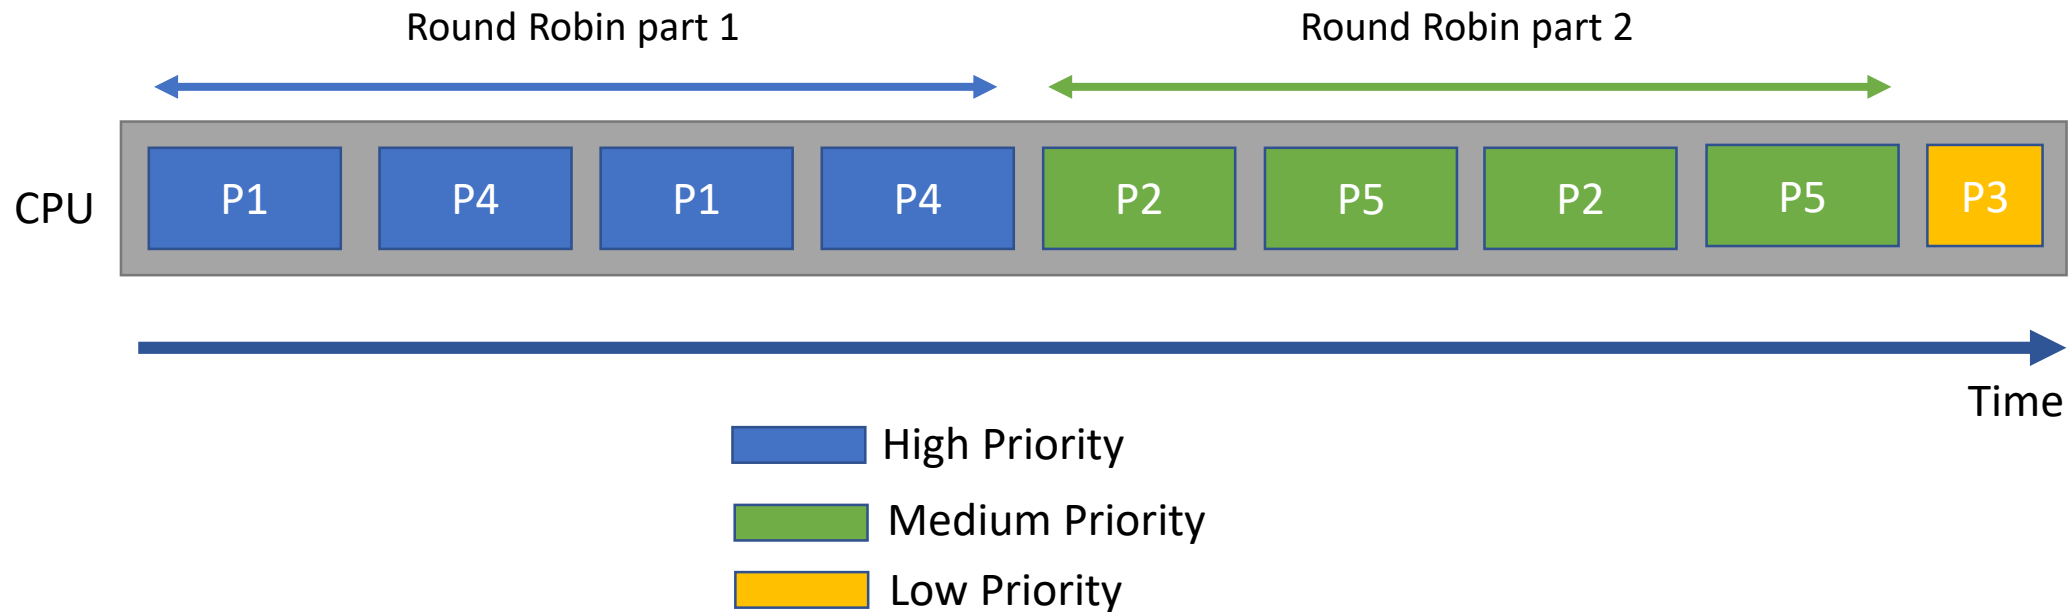 Round Robin part 1
Round Robin part 2
CPU
P1
P4
P1
P4
P2
P5
P2
P5
P3
Time
High Priority
Medium Priority
Low Priority